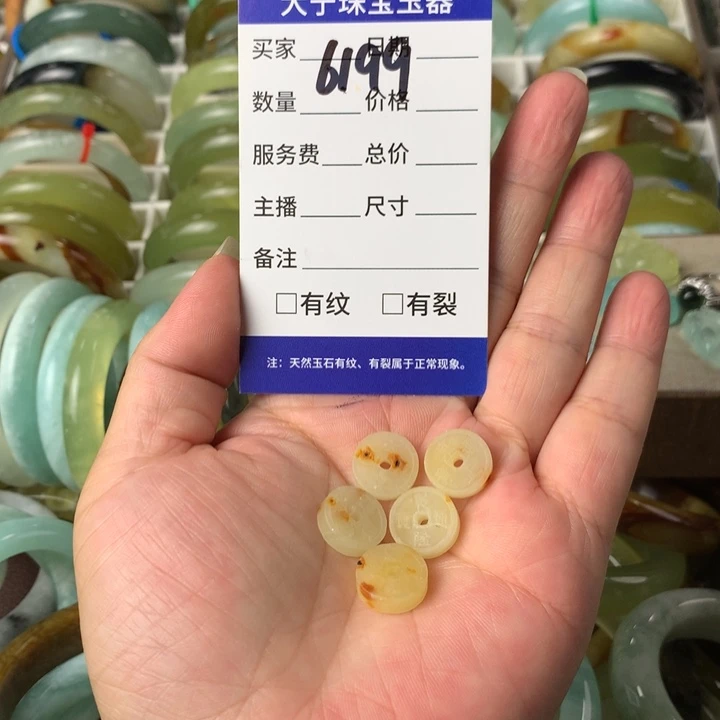 大于珠宝玉器
买家 日期
6199
数量 价格
服务费 总价
主播 尺寸
备注
□有纹 □有裂
注：天然玉石有纹、有裂属于正常现象。